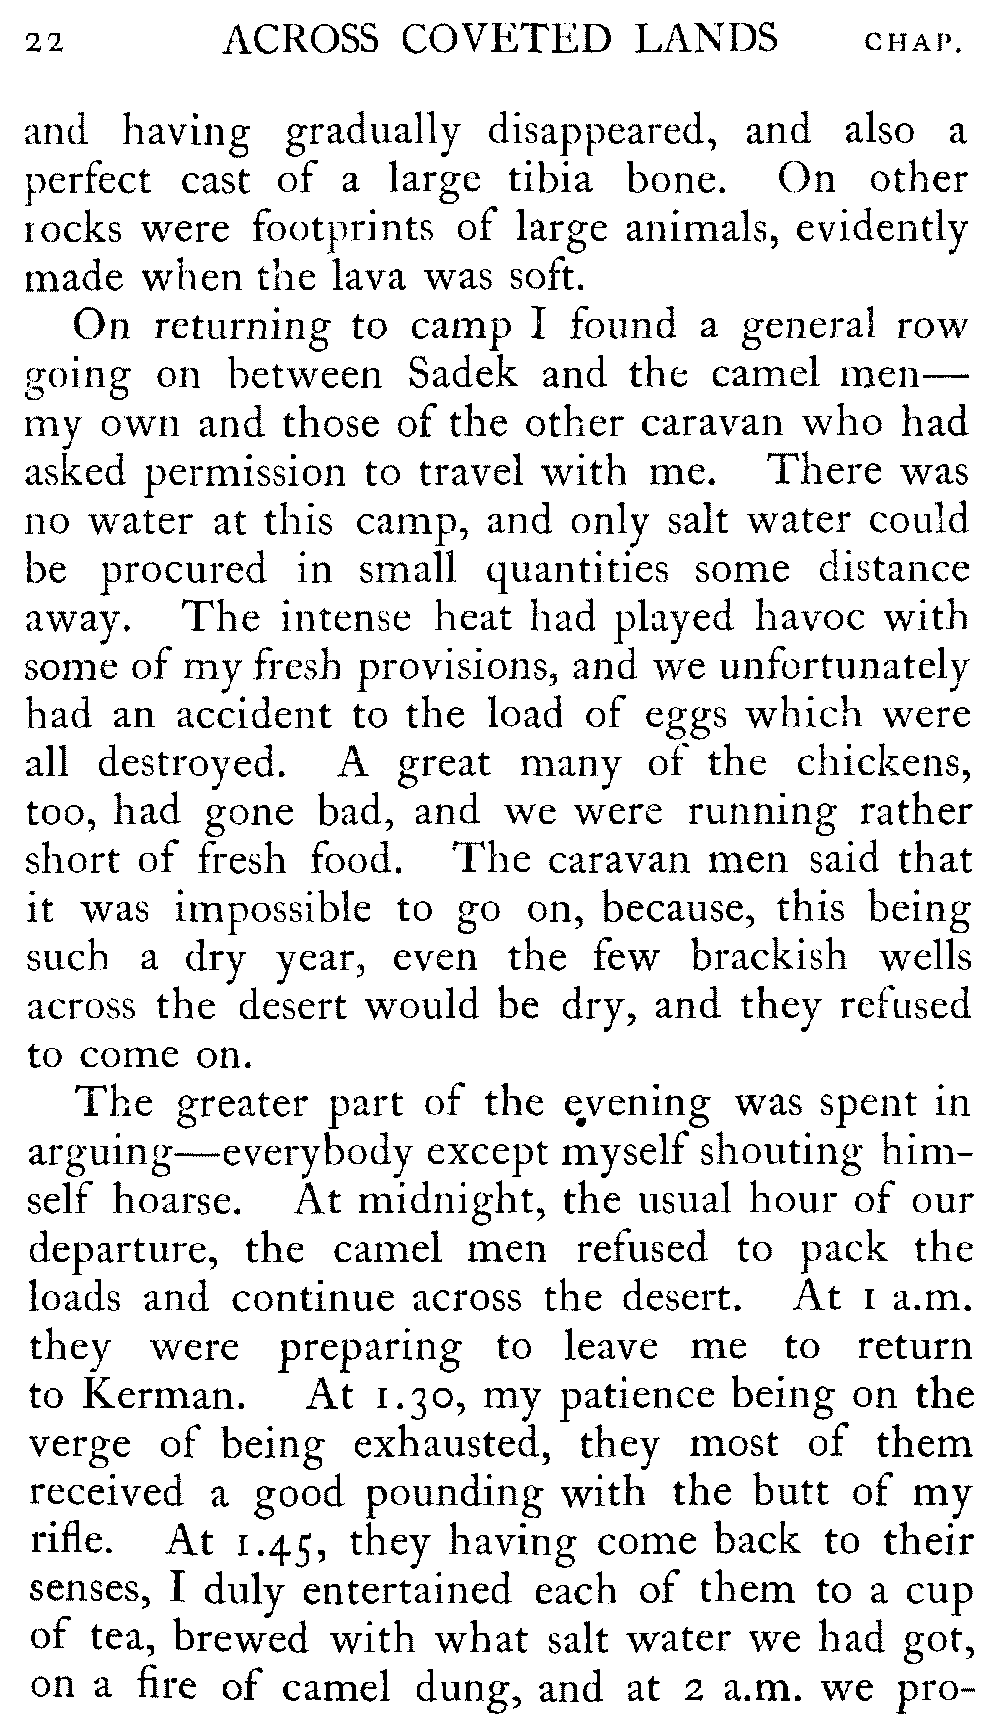 22 ACROSS COVETED LANDS CHAP.
and having gradually disappeared, and also a
perfect cast of a large tibia bone. On other
rocks were footprints of large animals, evidently
made when the lava was soft.
On returning to camp I found a general row
going on between Sadek and the camel men—
my own and those of the other caravan who had
asked permission to travel with me. There was
no water at this camp, and only salt water could
be procured in small quantities some distance
away. The intense heat had played havoc with
some of my fresh provisions, and we unfortunately
had an accident to the load of eggs which were
all destroyed. A great many of the chickens,
too, had gone bad, and we were running rather
short of fresh food. The caravan men said that
it was impossible to go on, because, this being
such a dry year, even the few brackish wells
across the desert would be dry, and they refused
to come on.
The greater part of the evening was spent in
arguing—everybody except myself shouting him-
self hoarse. At midnight, the usual hour of our
departure, the camel men refused to pack the
loads and continue across the desert. At 1 a.m.
they were preparing to leave me to return
to Kerman. At 1.30, my patience being on the
verge of being exhausted, they most of them
received a good pounding with the butt of my
rifle. At 1.45, they having come back to their
senses, I duly entertained each of them to a cup
of tea, brewed with what salt water we had got,
on a fire of camel dung, and at 2 a.m. we pro-